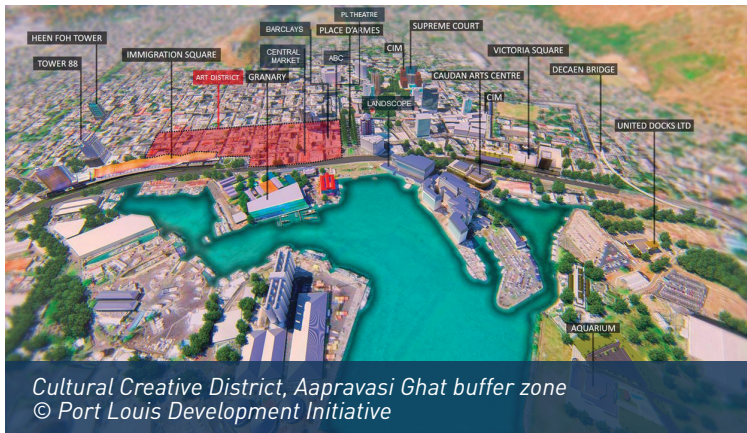 PL THEATRE
BARCLAYS
PLACE D'ARMES
SUPREME COURT
HEEN FOH TOWER
IMMIGRATION SQUARE
CENTRAL
MARKET
ABC
CIM
VICTORIA SQUARE
TOWER 88
ART DISTRICT
GRANARY
CAUDAN ARTS CENTRE
DECAEN BRIDGE
LANDSCOPE
CIM
UNITED DOCKS LTD
AQUARIUM
Cultural Creative District, Aapravasi Ghat buffer zone
© Port Louis Development Initiative